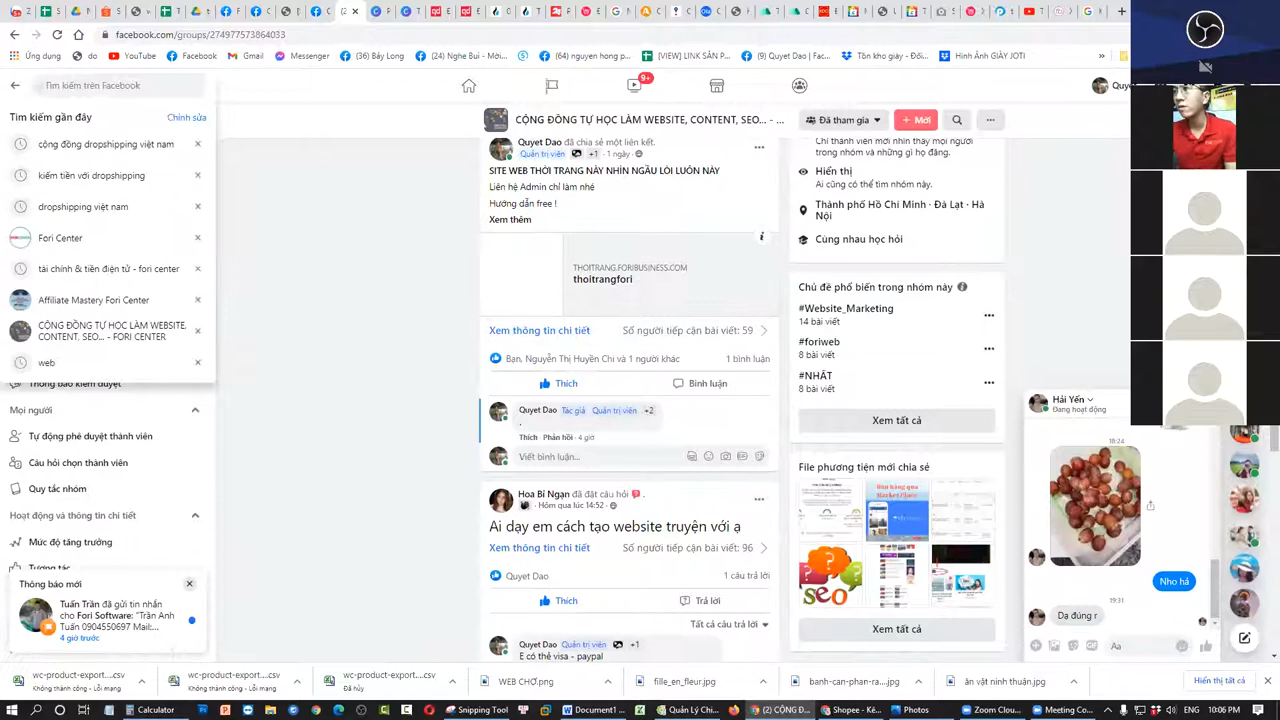 facebook.com/groups/274977573864033
Ứng dụng
do
YouTube
Facebook
Gmail
Messenger
(36) Bảy Long
(24) Nghe Bui - Mới...
(64) nguyen hong p...
[VIEW] LINK SẢN P...
(9) Quyet Dao | Fac...
Tồn kho giày - Đôi...
Hình Ảnh GIÀY JOTI
Tìm kiếm trên Facebook
Tìm kiếm gần đây
Chỉnh sửa
cộng đồng dropshipping việt nam
kiếm tiền với dropshipping
dropshipping việt nam
Fori Center
tài chính & tiền điện tử - fori center
Affiliate Mastery Fori Center
CỘNG ĐỒNG TỰ HỌC LÀM WEBSITE,
CONTENT, SEO... - FORI CENTER
web
Thông báo kiểm duyệt
Mọi người
Tự động phê duyệt thành viên
Câu hỏi chọn thành viên
Quy tắc nhóm
Mức độ tăng trưởng
Tương tác
Thông báo mới
Tuấn Trần đã gửi tin nhắn
cho Fori Software: "Trần Anh
Tuấn 0904550697 Mail:...
4 giờ trước
9+
CỘNG ĐỒNG TỰ HỌC LÀM WEBSITE, CONTENT, SEO... - ...
Đã tham gia
+ Mời
Quyet Dao đã chia sẻ một liên kết.
Quản trị viên +1 · 1 ngày ·
SITE WEB THỜI TRANG NÀY NHÌN NGẦU LÒI LUÔN NÀY
Liên hệ Admin chỉ làm nhé
Hướng dẫn free !
Xem thêm
THOITRANG.FORIBUSINESS.COM
thoitrangfori
Xem thông tin chi tiết
Số người tiếp cận bài viết: 59
Bạn, Nguyễn Thị Huyền Chi và 1 người khác
1 bình luận
Thích
Bình luận
Quyet Dao Tác giả Quản trị viên +2
.
Thích · Phản hồi · 4 giờ
Viết bình luận...
Hoa Bỉ Ngạn đã đặt câu hỏi .
Hôm qua lúc 14:52 ·
Ai dạy em cách tạo website truyện với ạ
Xem thông tin chi tiết
Số người tiếp cận bài viết: 96
Quyet Dao
1 câu trả lời
Thích
Trả lời
Tất cả câu trả lời
Quyet Dao Quản trị viên +1
E có thẻ visa - paypal
Chỉ thành viên mới nhìn thấy mọi
người trong nhóm và những gì họ đăng.
Hiển thị
Ai cũng có thể tìm nhóm này.
Thành phố Hồ Chí Minh · Đà Lạt · Hà
Nội
Cùng nhau học hỏi
Chủ đề phổ biến trong nhóm này
#Website_Marketing
14 bài viết
#foriweb
8 bài viết
#NHẤT
8 bài viết
Xem tất cả
File phương tiện mới chia sẻ
seo
Xem tất cả
Hải Yến
Đang hoạt động
18:24
Nho há
19:31
Dạ đúng r
Aa
wc-product-export....csv
Không thành công - Lỗi mạng
wc-product-export....csv
Không thành công - Lỗi mạng
wc-product-export....csv
Đã hủy
WEB CHỢ.png
fille_en_fleur.jpg
banh-can-phan-ra....jpg
ăn vặt ninh thuận.jpg
Hiển thị tất cả
Calculator
Snipping Tool
Document1 ...
Quản Lý Chi...
(2) CỘNG Đ...
Shopee - Kê...
Photos
Zoom Clou...
Meeting Co...
10:06 PM